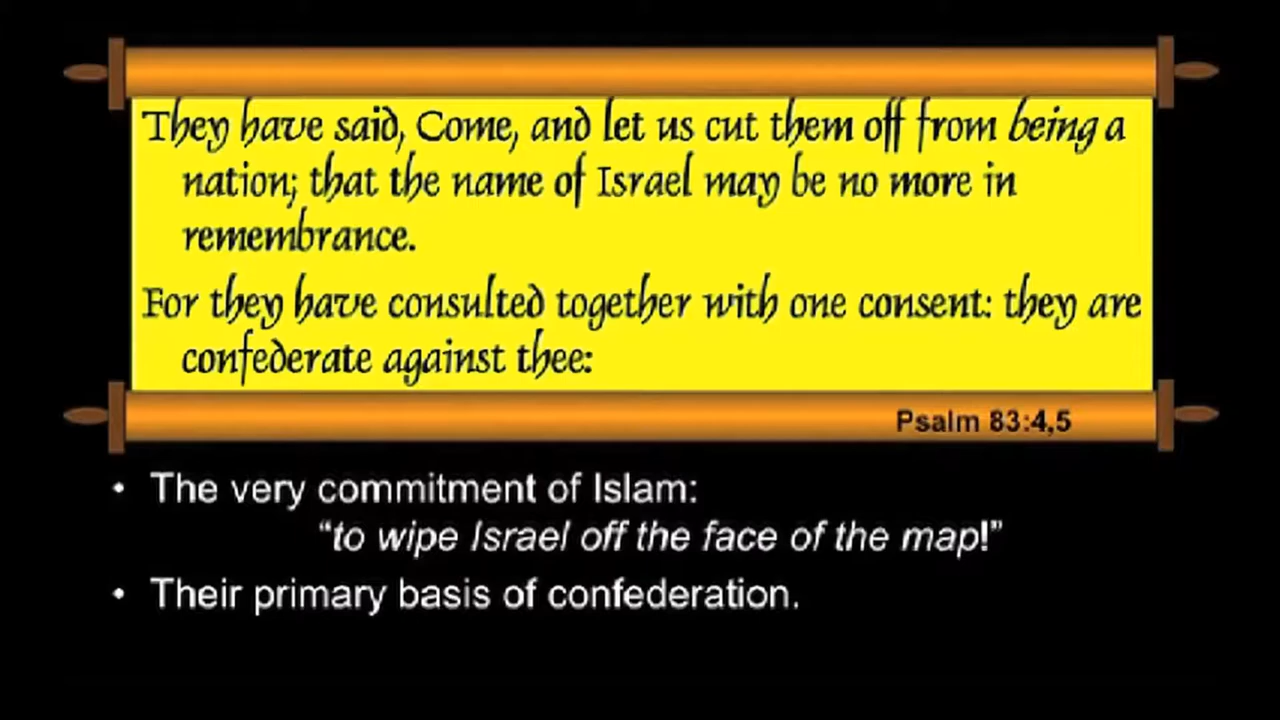 They have said, Come, and let us cut them off from being a
nation; that the name of Israel may be no more in
remembrance.
For they have consulted together with one consent: they are
confederate against thee:
Psalm 83:4,5
• The very commitment of Islam:
“to wipe Israel off the face of the map!”
• Their primary basis of confederation.